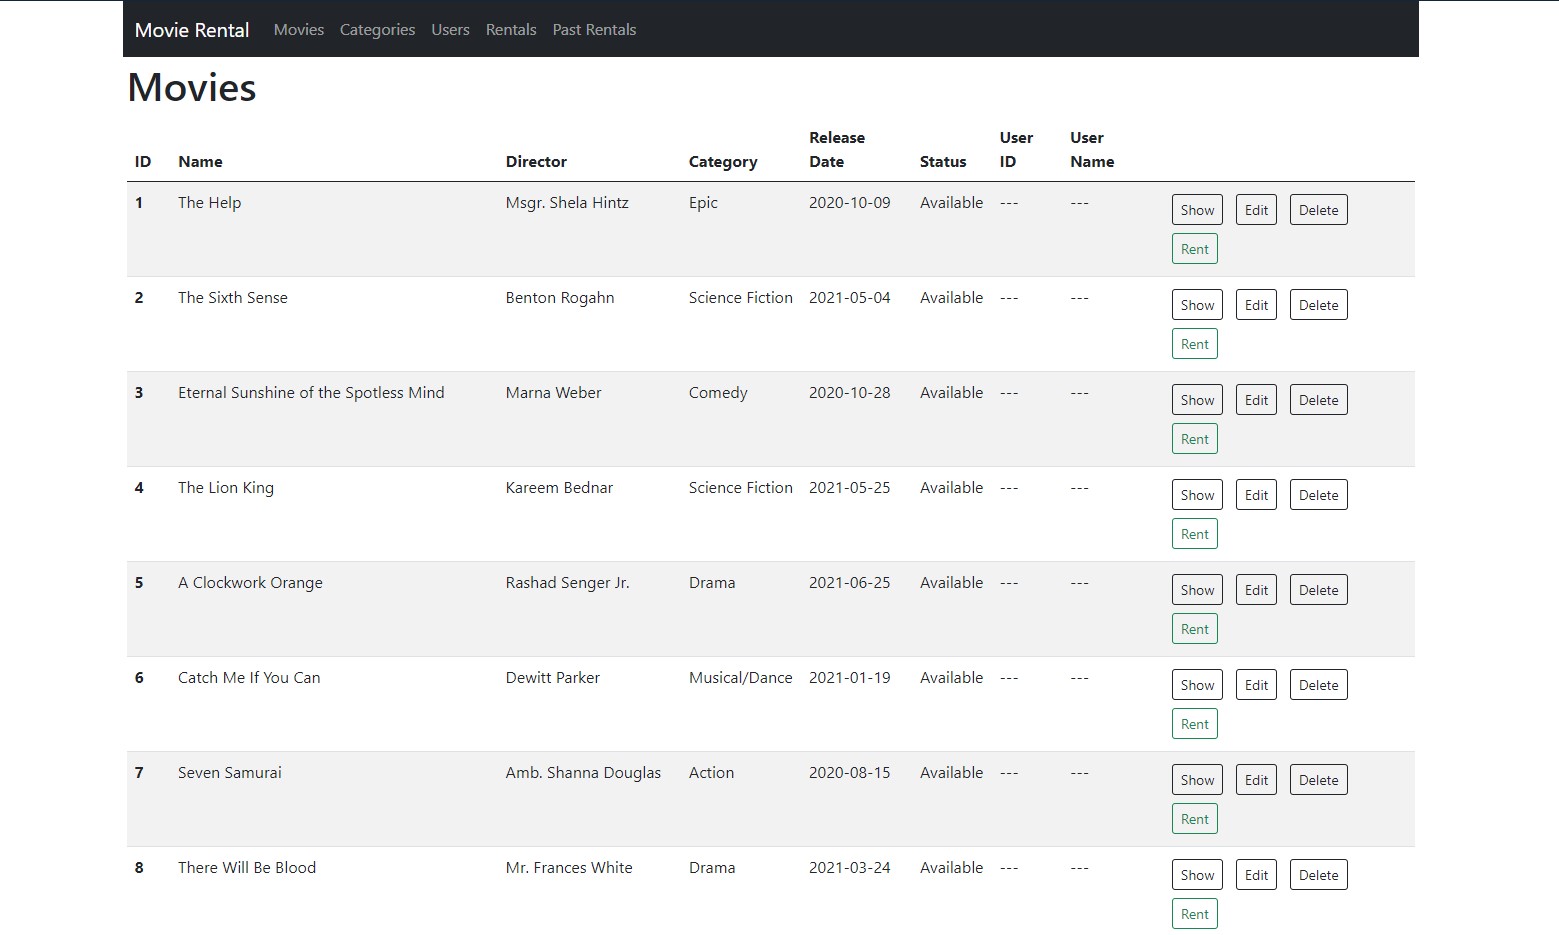 Movie Rental Movies Categories Users Rentals Past Rentals
Movies
ID Name Director Category Release Date Status User ID User Name
1 The Help Msgr. Shela Hintz Epic 2020-10-09 Available --- --- Show Edit Delete
Rent
2 The Sixth Sense Benton Rogahn Science Fiction 2021-05-04 Available --- --- Show Edit Delete
Rent
3 Eternal Sunshine of the Spotless Mind Marna Weber Comedy 2020-10-28 Available --- --- Show Edit Delete
Rent
4 The Lion King Kareem Bednar Science Fiction 2021-05-25 Available --- --- Show Edit Delete
Rent
5 A Clockwork Orange Rashad Senger Jr. Drama 2021-06-25 Available --- --- Show Edit Delete
Rent
6 Catch Me If You Can Dewitt Parker Musical/Dance 2021-01-19 Available --- --- Show Edit Delete
Rent
7 Seven Samurai Amb. Shanna Douglas Action 2020-08-15 Available --- --- Show Edit Delete
Rent
8 There Will Be Blood Mr. Frances White Drama 2021-03-24 Available --- --- Show Edit Delete
Rent